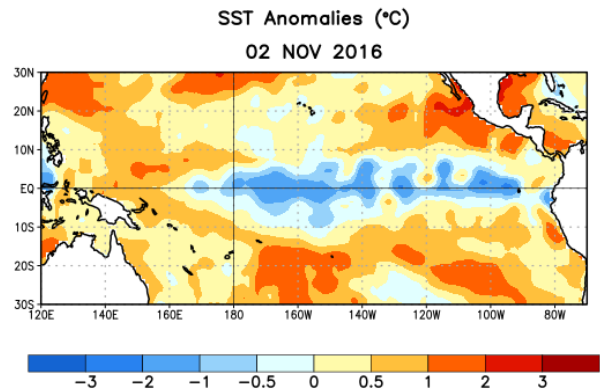 SST Anomalies (°C)
02 NOV 2016
30N
20N
10N
EQ
10S
20S
30S
120E 140E 160E 180 160W 140W 120W 100W 80W
-3 -2 -1 -0.5 0 0.5 1 2 3